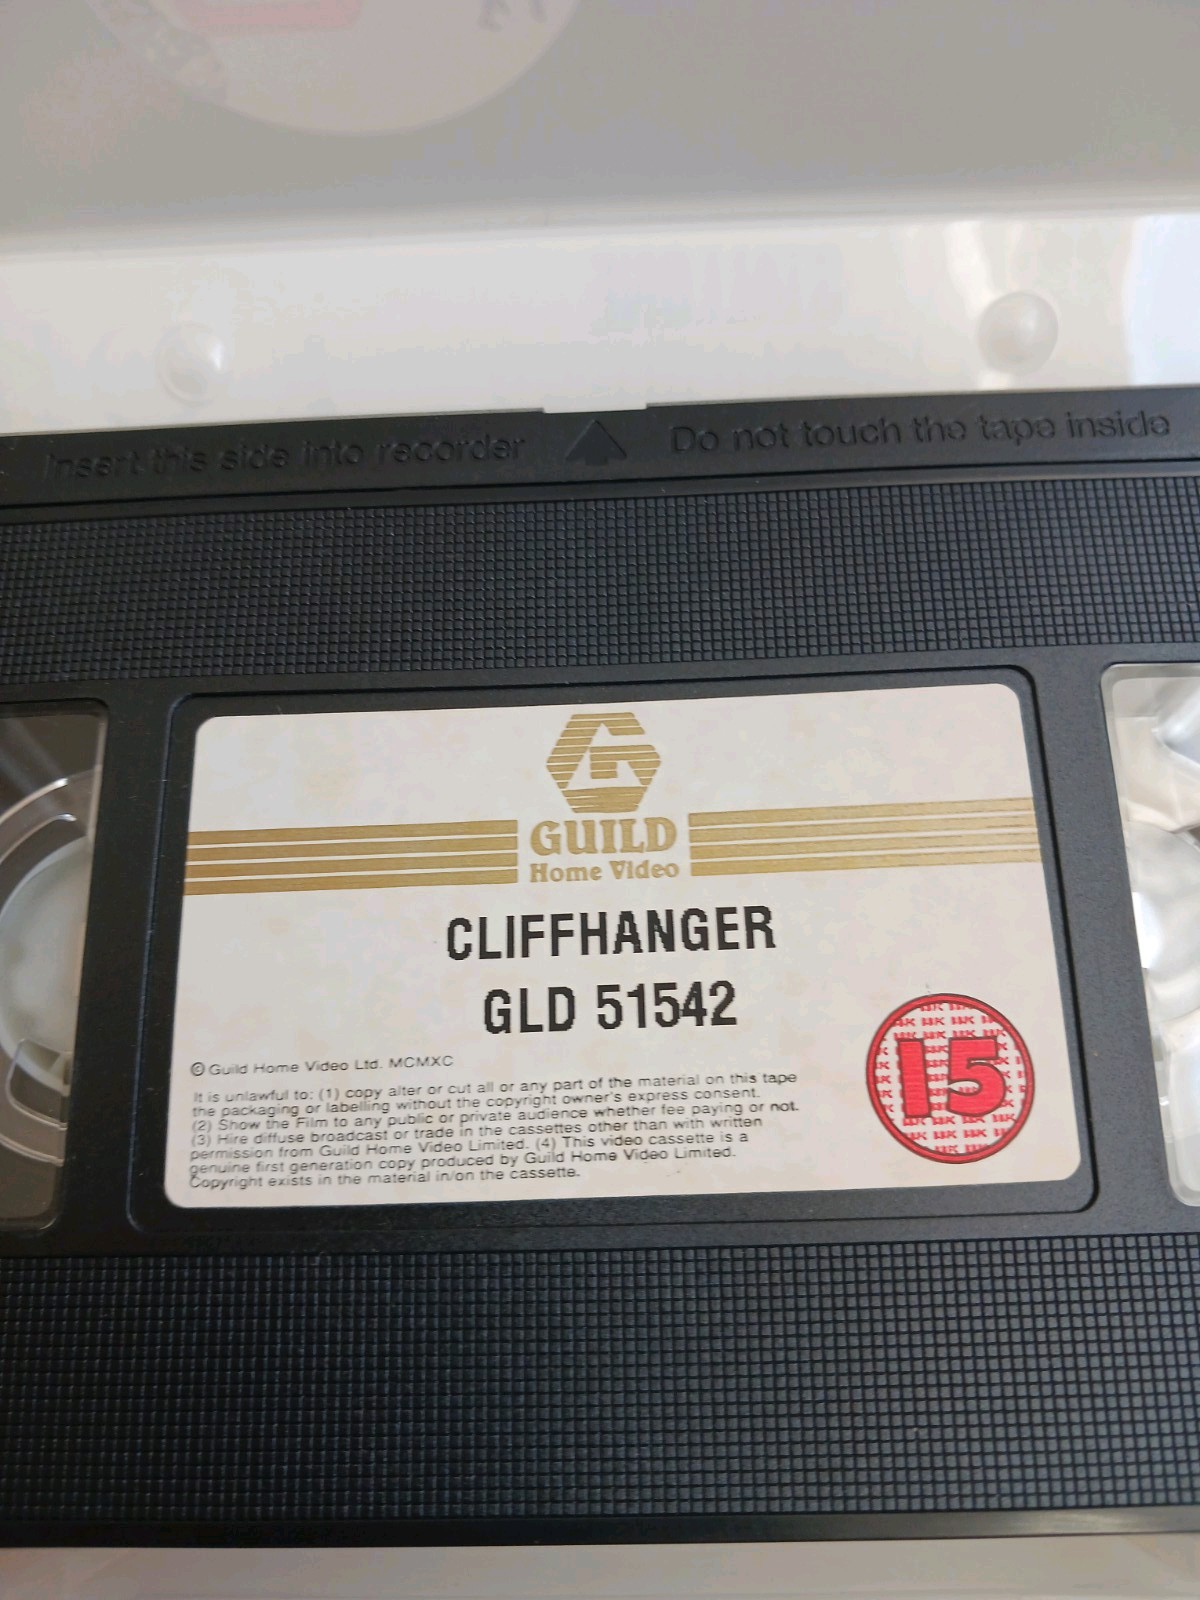 Insert this side into recorder
Do not touch the tape inside
GUILD
Home Video
CLIFFHANGER
GLD 51542
15
©Guild Home Video Ltd. MCMXC
It is unlawful to: (1) copy alter or cut all or any part of the material on this tape
the packaging or labelling without the copyright owner's express consent.
(2) Show the Film to any public or private audience whether fee paying or not.
(3) Hire diffuse broadcast or trade in the cassettes other than with written
permission from Guild Home Video Limited. (4) This video cassette is a
genuine first generation copy produced by Guild Home Video Limited.
Copyright exists in the material in/on the cassette.